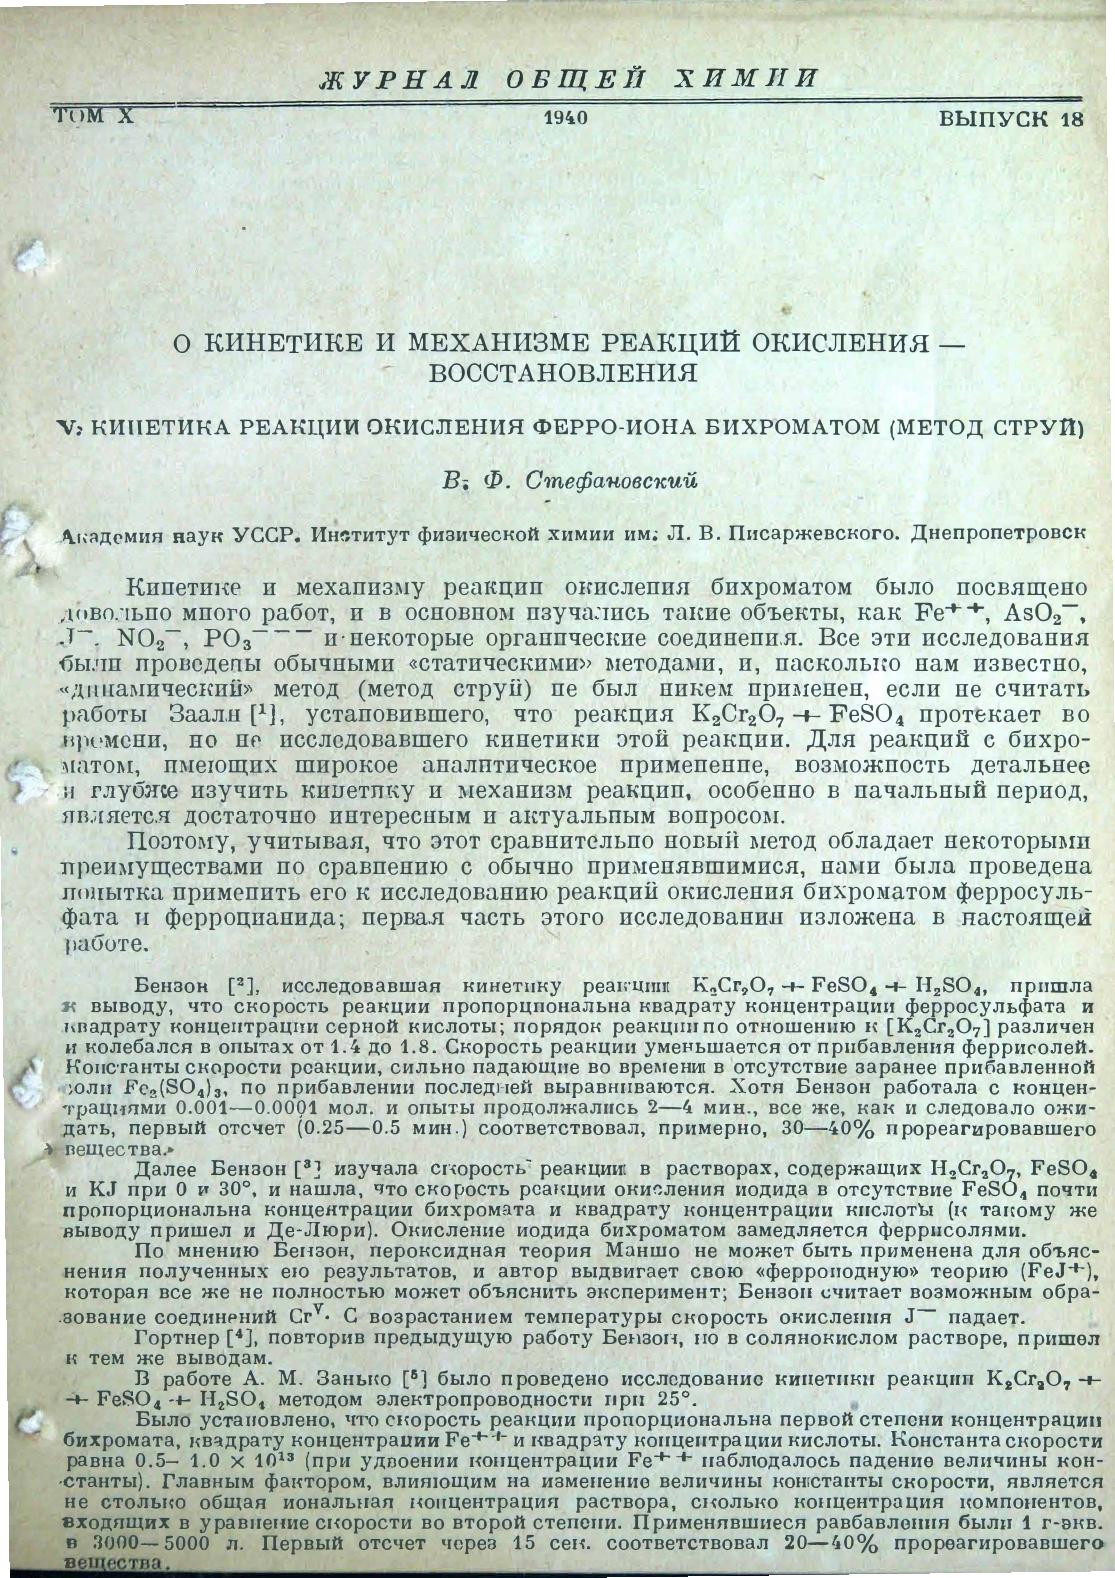 ЖУРНАЛ ОБЩЕЙ ХИМИИ
ТОМ X 1940 ВЫПУСК 18
О КИНЕТИКЕ И МЕХАНИЗМЕ РЕАКЦИЙ ОКИСЛЕНИЯ —
ВОССТАНОВЛЕНИЯ
V. КИНЕТИКА РЕАКЦИИ ОКИСЛЕНИЯ ФЕРРО-ИОНА БИХРОМАТОМ (МЕТОД СТРУЙ)
В. Ф. Стефановский
Академия наук УССР. Институт физической химии им. Л. В. Писаржевского. Днепропетровск
Кинетике и механизму реакции окисления бихроматом было посвящено
довольно много работ, и в основном изучались такие объекты, как Fe⁺⁺, AsO₂⁻,
J⁻, NO₂⁻, PO₃⁻⁻⁻ и некоторые органические соединения. Все эти исследования
были проведены обычными «статическими» методами, и, насколько нам известно,
«динамический» метод (метод струй) не был никем применен, если не считать
работы Заали [¹], установившего, что реакция K₂Cr₂O₇ + FeSO₄ протекает во
времени, но не исследовавшего кинетики этой реакции. Для реакций с бихро-
матом, имеющих широкое аналитическое применение, возможность детальнее
и глубже изучить кинетику и механизм реакции, особенно в начальный период,
является достаточно интересным и актуальным вопросом.
Поэтому, учитывая, что этот сравнительно новый метод обладает некоторыми
преимуществами по сравнению с обычно применявшимися, нами была проведена
попытка применить его к исследованию реакций окисления бихроматом ферросуль-
фата и ферроцианида; первая часть этого исследования изложена в настоящей
работе.
Бензон [²], исследовавшая кинетику реакции K₂Cr₂O₇ + FeSO₄ + H₂SO₄, пришла
к выводу, что скорость реакции пропорциональна квадрату концентрации ферросульфата и
квадрату концентрации серной кислоты; порядок реакции по отношению к [K₂Cr₂O₇] различен
и колебался в опытах от 1.4 до 1.8. Скорость реакции уменьшается от прибавления феррисолей.
Константы скорости реакции, сильно падающие во времени в отсутствие заранее прибавленной
соли Fe₂(SO₄)₃, по прибавлении последней выравниваются. Хотя Бензон работала с концен-
трациями 0.001—0.0001 мол. и опыты продолжались 2—4 мин., все же, как и следовало ожи-
дать, первый отсчет (0.25—0.5 мин.) соответствовал, примерно, 30—40% прореагировавшего
вещества.
Далее Бензон [³] изучала скорость реакции в растворах, содержащих H₂Cr₂O₇, FeSO₄
и KJ при 0 и 30°, и нашла, что скорость реакции окисления иодида в отсутствие FeSO₄ почти
пропорциональна концентрации бихромата и квадрату концентрации кислоты (к такому же
выводу пришел и Де-Люри). Окисление иодида бихроматом замедляется феррисолями.
По мнению Бензон, пероксидная теория Маншо не может быть применена для объяс-
нения полученных ею результатов, и автор выдвигает свою «ферроиодную» теорию (FeJ⁺),
которая все же не полностью может объяснить эксперимент; Бензон считает возможным обра-
зование соединений Crⱽ. С возрастанием температуры скорость окисления J⁻ падает.
Гортнер [⁴], повторив предыдущую работу Бензон, но в солянокислом растворе, пришел
к тем же выводам.
В работе А. М. Занько [⁵] было проведено исследование кинетики реакции K₂Cr₂O₇ +
+ FeSO₄ + H₂SO₄ методом электропроводности при 25°.
Было установлено, что скорость реакции пропорциональна первой степени концентрации
бихромата, квадрату концентрации Fe⁺⁺ и квадрату концентрации кислоты. Константа скорости
равна 0.5— 1.0 × 10¹³ (при удвоении концентрации Fe⁺⁺ наблюдалось падение величины кон-
станты). Главным фактором, влияющим на изменение величины константы скорости, является
не столько общая иональная концентрация раствора, сколько концентрация компонентов,
входящих в уравнение скорости во второй степени. Применявшиеся разбавления были 1 г-экв.
в 3000—5000 л. Первый отсчет через 15 сек. соответствовал 20—40% прореагировавшего
вещества.